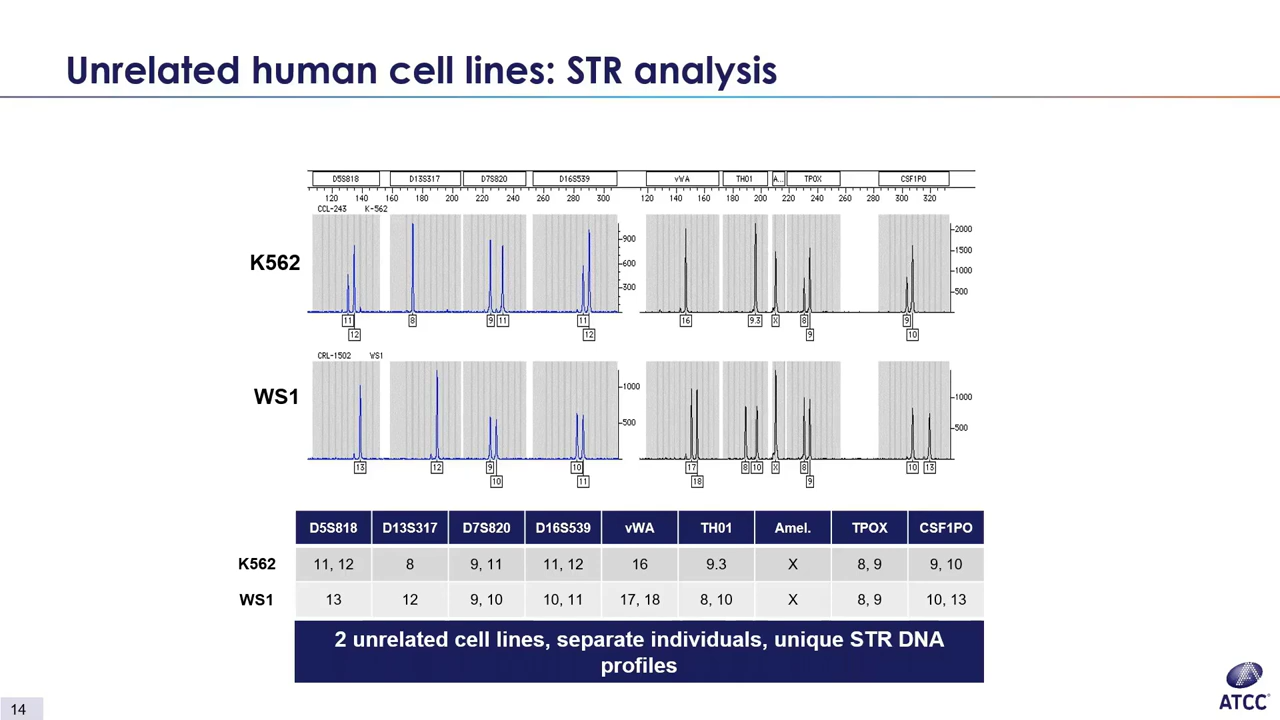 Unrelated human cell lines: STR analysis
D5S818 D13S317 D7S820 D16S539 vWA TH01 A... TPOX CSF1PO
120 140 160 180 200 220 240 260 280 300 120 140 160 180 200 220 240 260 280 300 320
CCL-243 K-562
K562
900 600 300
2000 1500 1000 500
11 8 9 11 11 16 9.3 X 8 9
12 12 9 10
CRL-1502 WS1
WS1
1000 500
1000 500
13 12 9 10 17 8 10 X 8 10 13
10 11 18 9
D5S818 D13S317 D7S820 D16S539 vWA TH01 Amel. TPOX CSF1PO
K562 11, 12 8 9, 11 11, 12 16 9.3 X 8, 9 9, 10
WS1 13 12 9, 10 10, 11 17, 18 8, 10 X 8, 9 10, 13
2 unrelated cell lines, separate individuals, unique STR DNA
profiles
14
ATCC®